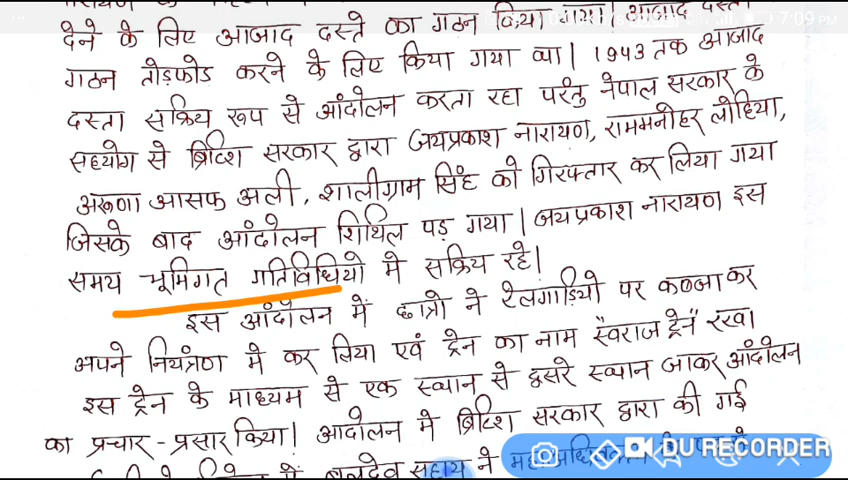 देने के लिए आजाद दस्ते का गठन किया गया। आजाद दस्ता
7:09 PM
गठन तोड़फोड करने के लिए किया गया था। 1943 तक आजाद
दस्ता सक्रिय रूप से आंदोलन करता रहा परंतु नेपाल सरकार के
सहयोग से ब्रिटिश सरकार द्वारा जयप्रकाश नारायण, राममनोहर लोहिया,
अरूणा आसफ अली, शालीग्राम सिंह को गिरफ्तार कर लिया गया
जिसके बाद आंदोलन शिथिल पड़ गया। जयप्रकाश नारायण इस
समय भूमिगत गतिविधियो मे सक्रिय रहे।
इस आंदोलन में छात्रो ने रेलगाडियो पर कब्जा कर
अपने नियंत्रण मे कर लिया एवं ट्रेन का नाम "स्वराज ट्रेन" रखा
इस ट्रेन के माध्यम से एक स्थान से दूसरे स्थान जाकर आंदोलन
का प्रचार-प्रसार किया। आंदोलन मे ब्रिटिश सरकार द्वारा की गई
DU RECORDER
बलदेव सहाय ने